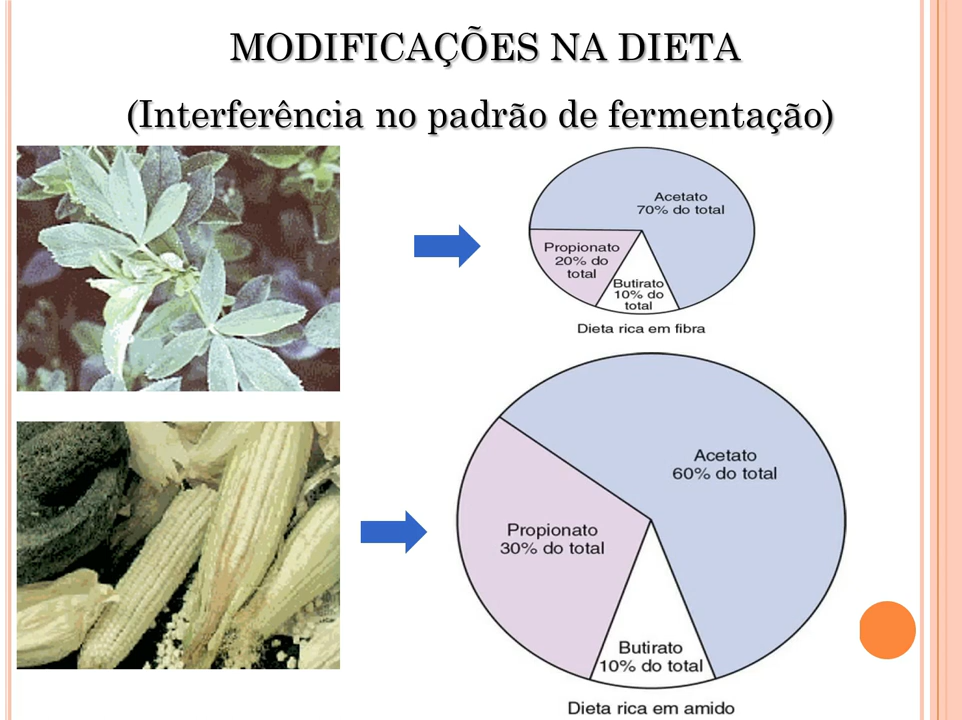 MODIFICAÇÕES NA DIETA
(Interferência no padrão de fermentação)
Acetato
70% do total
Propionato
20% do
total
Butirato
10% do
total
Dieta rica em fibra
Acetato
60% do total
Propionato
30% do total
Butirato
10% do total
Dieta rica em amido